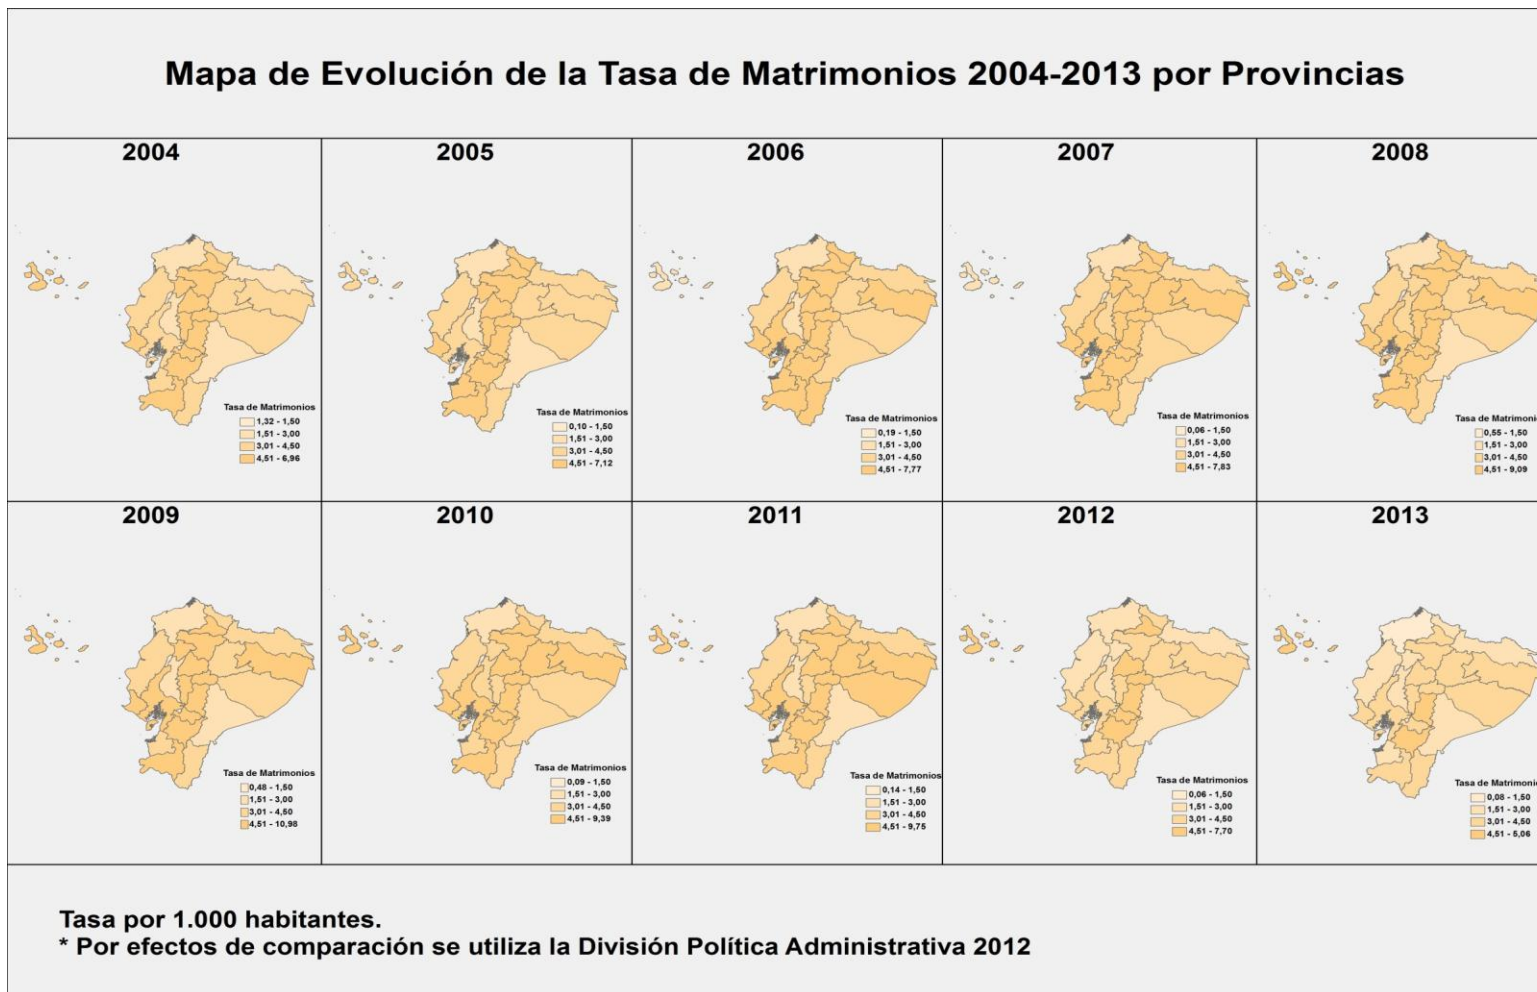 Mapa de Evolución de la Tasa de Matrimonios 2004-2013 por Provincias
2004
Tasa de Matrimonios
1,32 - 1,50
1,51 - 3,00
3,01 - 4,50
4,51 - 6,96
2005
Tasa de Matrimonios
0,10 - 1,50
1,51 - 3,00
3,01 - 4,50
4,51 - 7,12
2006
Tasa de Matrimonios
0,19 - 1,50
1,51 - 3,00
3,01 - 4,50
4,51 - 7,77
2007
Tasa de Matrimonios
0,06 - 1,50
1,51 - 3,00
3,01 - 4,50
4,51 - 7,83
2008
Tasa de Matrimonio
0,55 - 1,50
1,51 - 3,00
3,01 - 4,50
4,51 - 9,09
2009
Tasa de Matrimonios
0,48 - 1,50
1,51 - 3,00
3,01 - 4,50
4,51 - 10,98
2010
Tasa de Matrimonios
0,09 - 1,50
1,51 - 3,00
3,01 - 4,50
4,51 - 9,39
2011
Tasa de Matrimonios
0,14 - 1,50
1,51 - 3,00
3,01 - 4,50
4,51 - 9,75
2012
Tasa de Matrimonios
0,06 - 1,50
1,51 - 3,00
3,01 - 4,50
4,51 - 7,70
2013
Tasa de Matrimonio
0,08 - 1,50
1,51 - 3,00
3,01 - 4,50
4,51 - 5,06
Tasa por 1.000 habitantes.
* Por efectos de comparación se utiliza la División Política Administrativa 2012